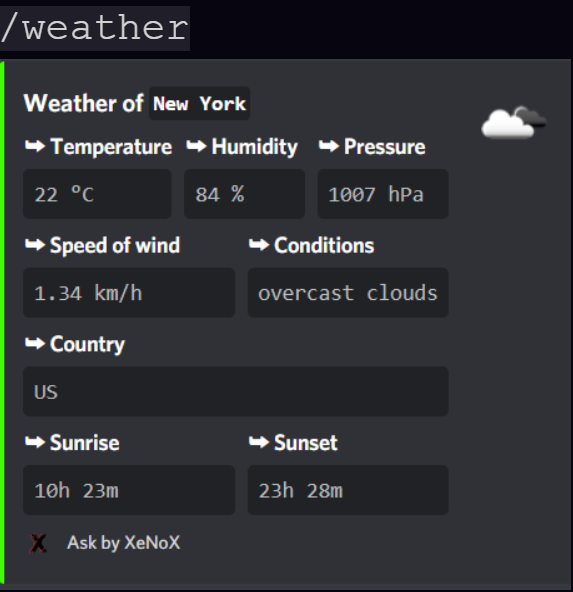 /weather
Weather of New York
↪ Temperature ↪ Humidity ↪ Pressure
22 °C 84 % 1007 hPa
↪ Speed of wind ↪ Conditions
1.34 km/h overcast clouds
↪ Country
US
↪ Sunrise ↪ Sunset
10h 23m 23h 28m
X Ask by XeNoX